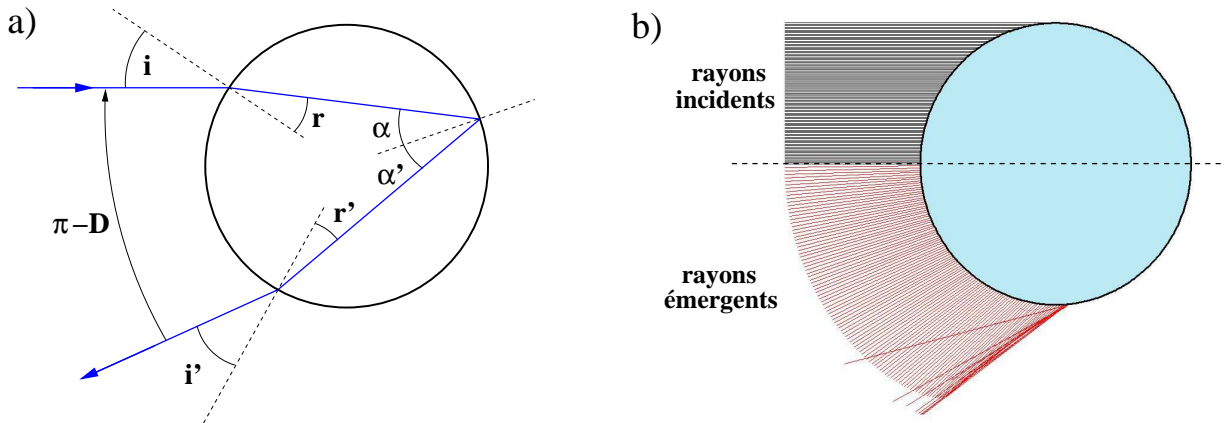 a)
i
r
α
α'
r'
π−D
i'
b)
rayons
incidents
rayons
émergents